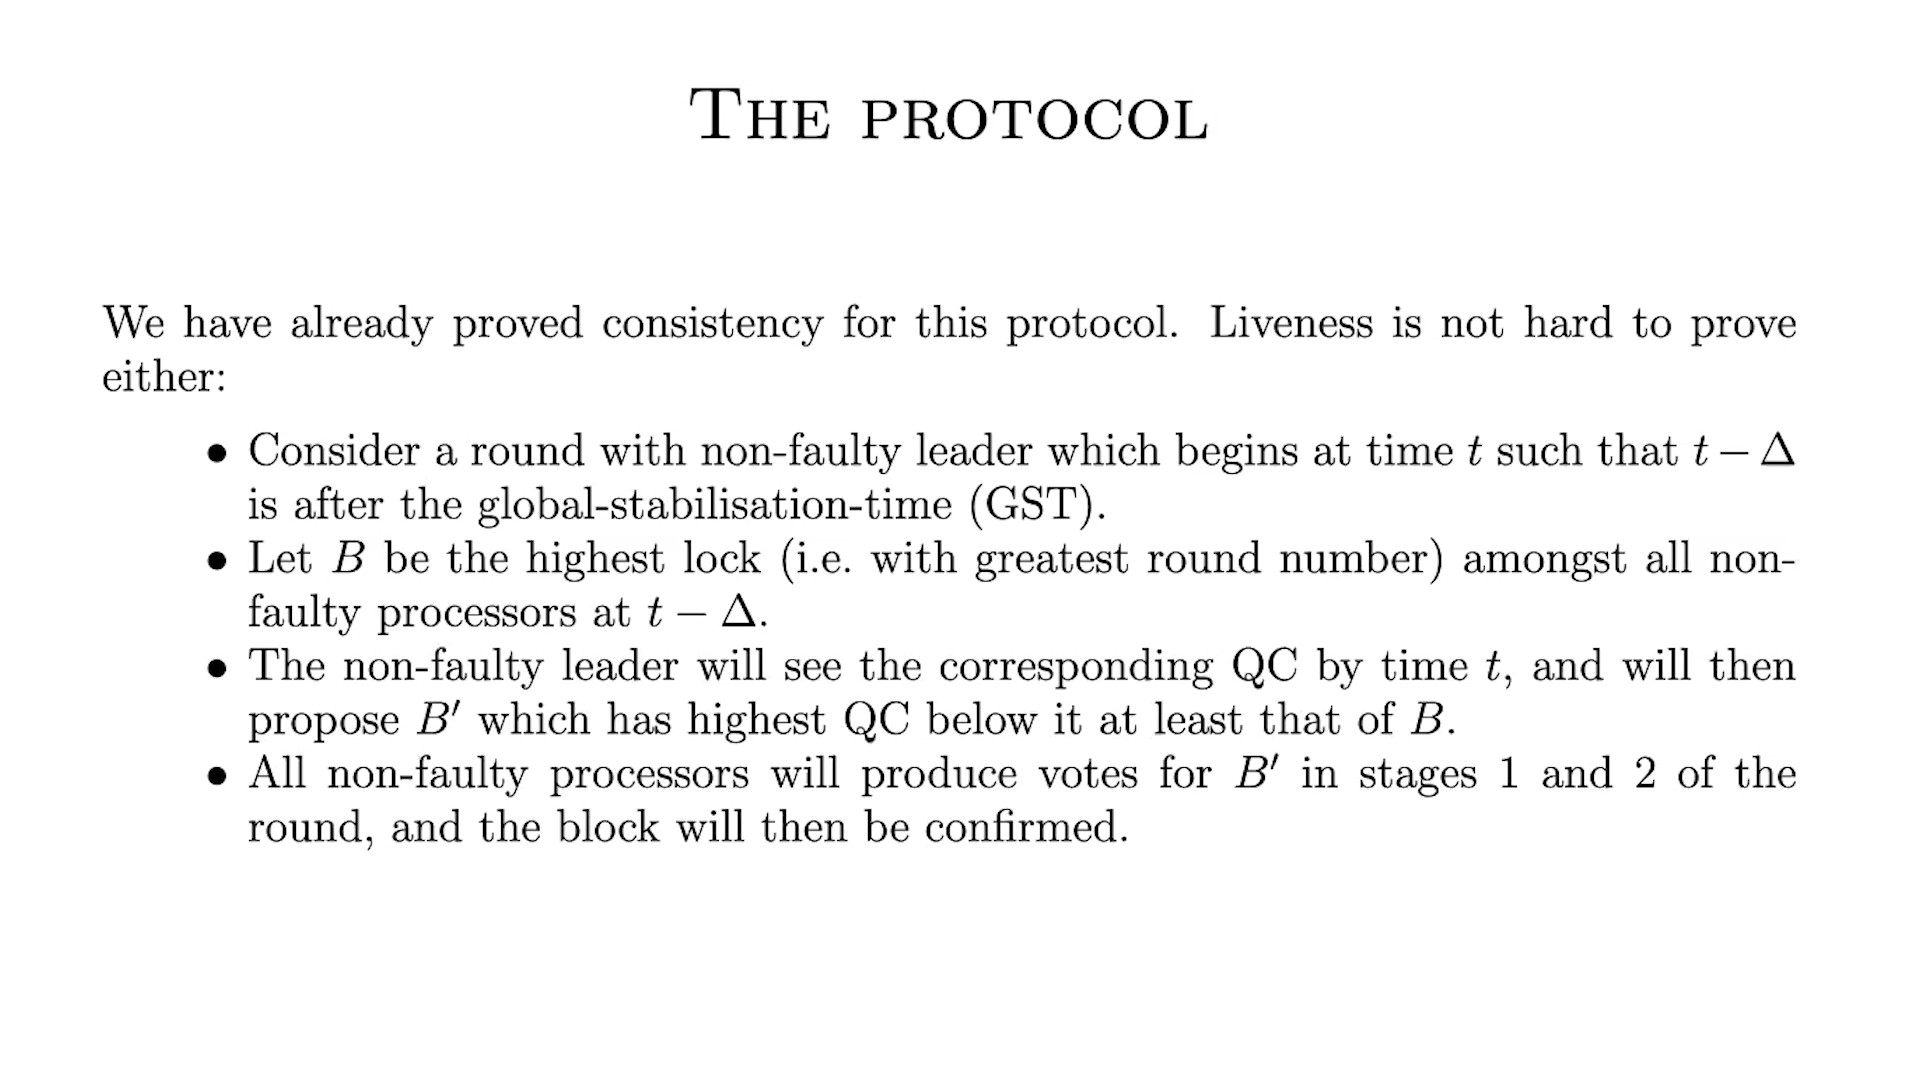 The protocol
We have already proved consistency for this protocol. Liveness is not hard to prove
either:
• Consider a round with non-faulty leader which begins at time t such that t − Δ
is after the global-stabilisation-time (GST).
• Let B be the highest lock (i.e. with greatest round number) amongst all non-
faulty processors at t − Δ.
• The non-faulty leader will see the corresponding QC by time t, and will then
propose B′ which has highest QC below it at least that of B.
• All non-faulty processors will produce votes for B′ in stages 1 and 2 of the
round, and the block will then be confirmed.